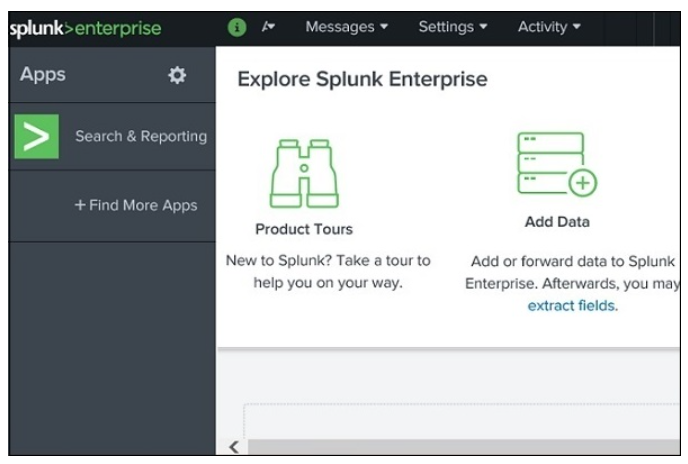 splunk>enterprise
Messages
Settings
Activity
Apps
Search & Reporting
+ Find More Apps
Explore Splunk Enterprise
Product Tours
New to Splunk? Take a tour to
help you on your way.
Add Data
Add or forward data to Splunk
Enterprise. Afterwards, you may
extract fields.